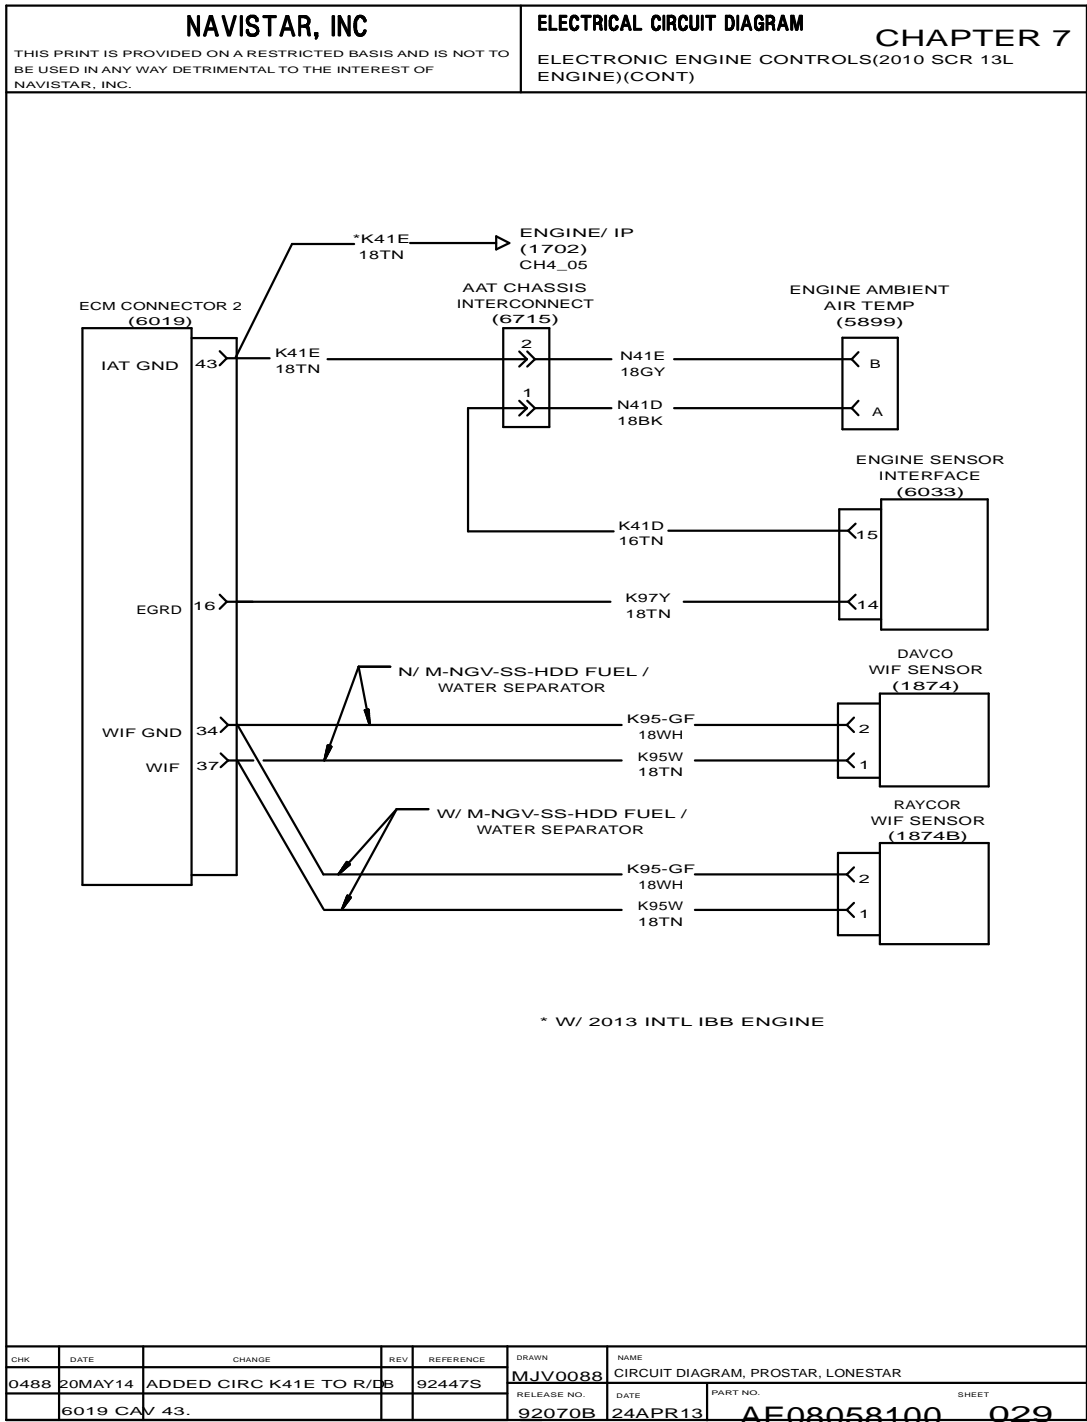 NAVISTAR, INC
THIS PRINT IS PROVIDED ON A RESTRICTED BASIS AND IS NOT TO
BE USED IN ANY WAY DETRIMENTAL TO THE INTEREST OF
NAVISTAR, INC.
ELECTRICAL CIRCUIT DIAGRAM
CHAPTER 7
ELECTRONIC ENGINE CONTROLS(2010 SCR 13L
ENGINE)(CONT)
*K41E
18TN
ENGINE/ IP
(1702)
CH4_05
ECM CONNECTOR 2
(6019)
AAT CHASSIS
INTERCONNECT
(6715)
ENGINE AMBIENT
AIR TEMP
(5899)
IAT GND
43
K41E
18TN
2
N41E
18GY
B
1
N41D
18BK
A
ENGINE SENSOR
INTERFACE
(6033)
K41D
16TN
15
EGRD
16
K97Y
18TN
14
N/ M-NGV-SS-HDD FUEL /
WATER SEPARATOR
DAVCO
WIF SENSOR
(1874)
WIF GND
34
K95-GF
18WH
2
WIF
37
K95W
18TN
1
W/ M-NGV-SS-HDD FUEL /
WATER SEPARATOR
RAYCOR
WIF SENSOR
(1874B)
K95-GF
18WH
2
K95W
18TN
1
* W/ 2013 INTL IBB ENGINE
CHK DATE CHANGE REV REFERENCE
0488 20MAY14 ADDED CIRC K41E TO R/D B 92447S
6019 CAV 43.
DRAWN
MJV0088
NAME
CIRCUIT DIAGRAM, PROSTAR, LONESTAR
RELEASE NO.
92070B
DATE
24APR13
PART NO.
AE08058100
SHEET
029